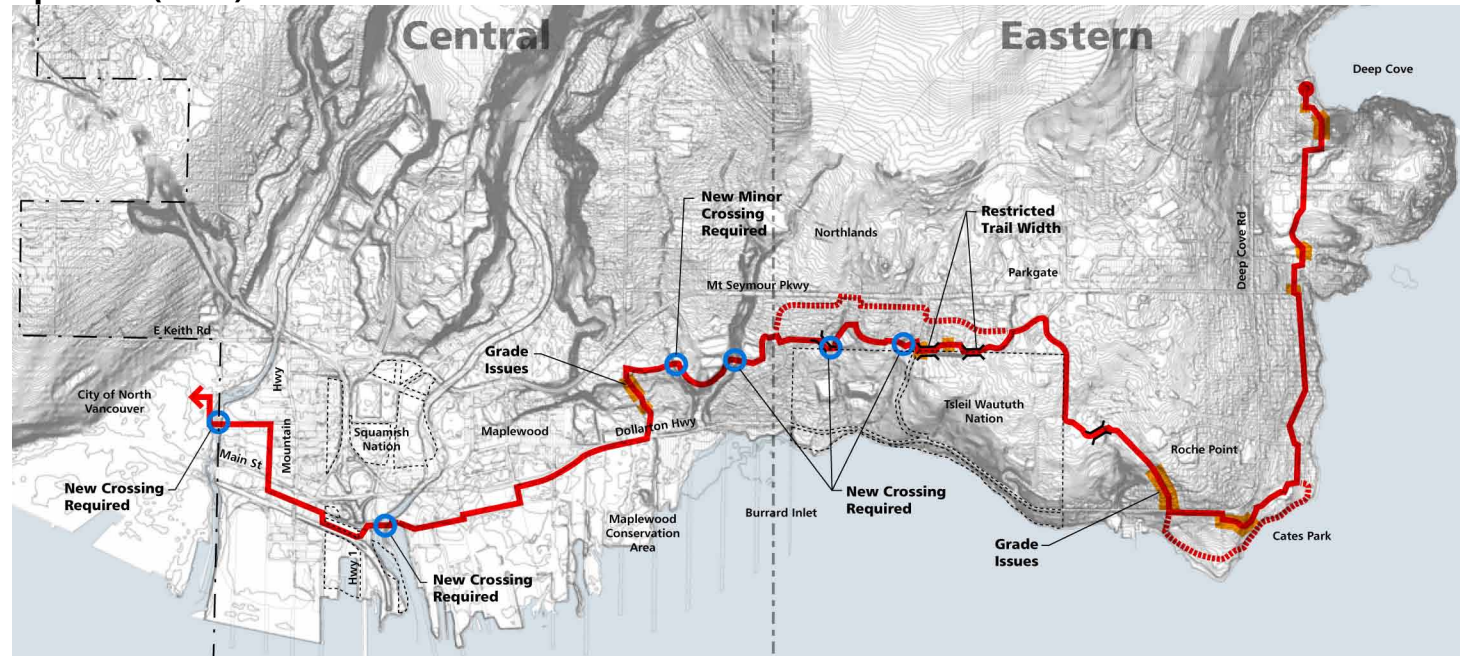 Central
Eastern
Deep Cove
New Minor
Crossing
Required
Northlands
Restricted
Trail Width
Deep Cove Rd
Parkgate
Mt Seymour Pkwy
E Keith Rd
Grade
Issues
Hwy
City of North
Vancouver
Mountain
Squamish
Nation
Maplewood
Dollarton Hwy
Tsleil Waututh
Nation
Main St
Roche Point
New Crossing
Required
New Crossing
Required
Burrard Inlet
Maplewood
Conservation
Area
Grade
Issues
Cates Park
Hwy 1
New Crossing
Required